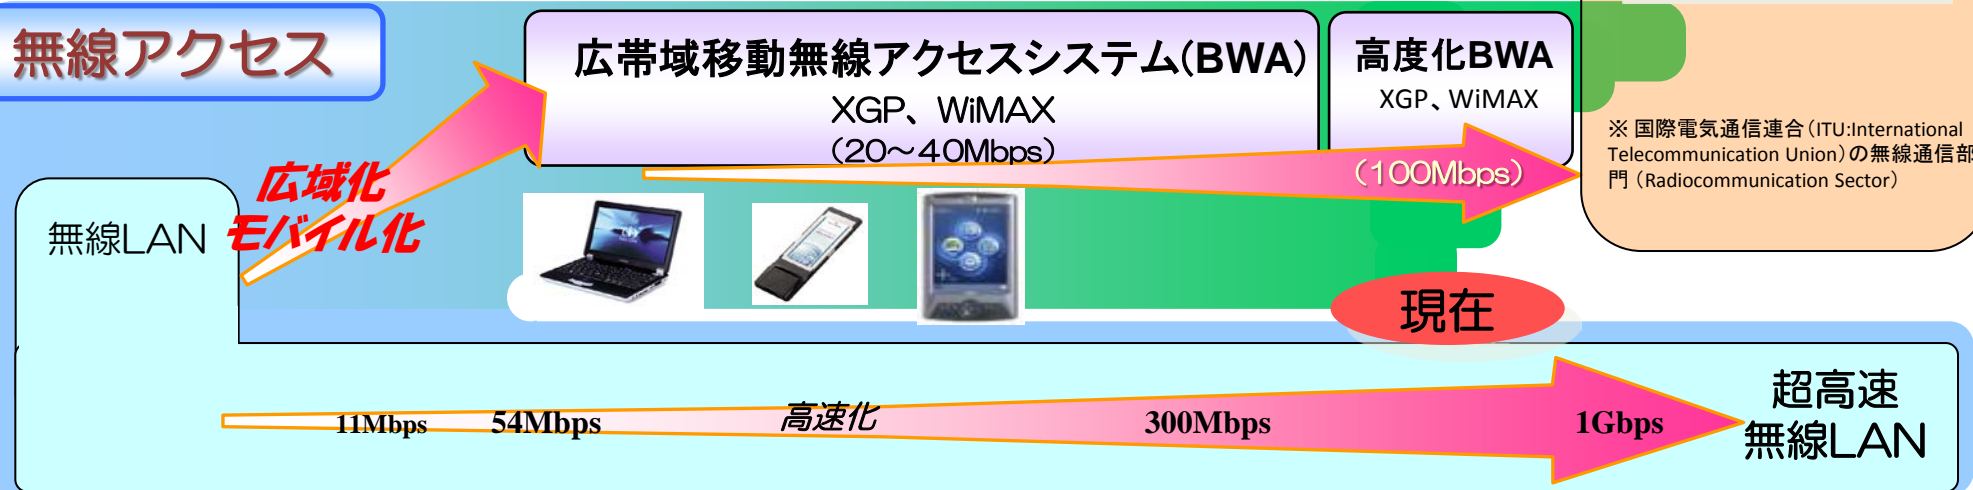 無線アクセス
広帯域移動無線アクセスシステム(BWA)
XGP、WiMAX
(20～40Mbps)
高度化BWA
XGP、WiMAX
(100Mbps)
※ 国際電気通信連合(ITU:International
Telecommunication Union)の無線通信部
門 (Radiocommunication Sector)
広域化
モバイル化
無線LAN
現在
11Mbps 54Mbps 高速化 300Mbps 1Gbps
超高速
無線LAN